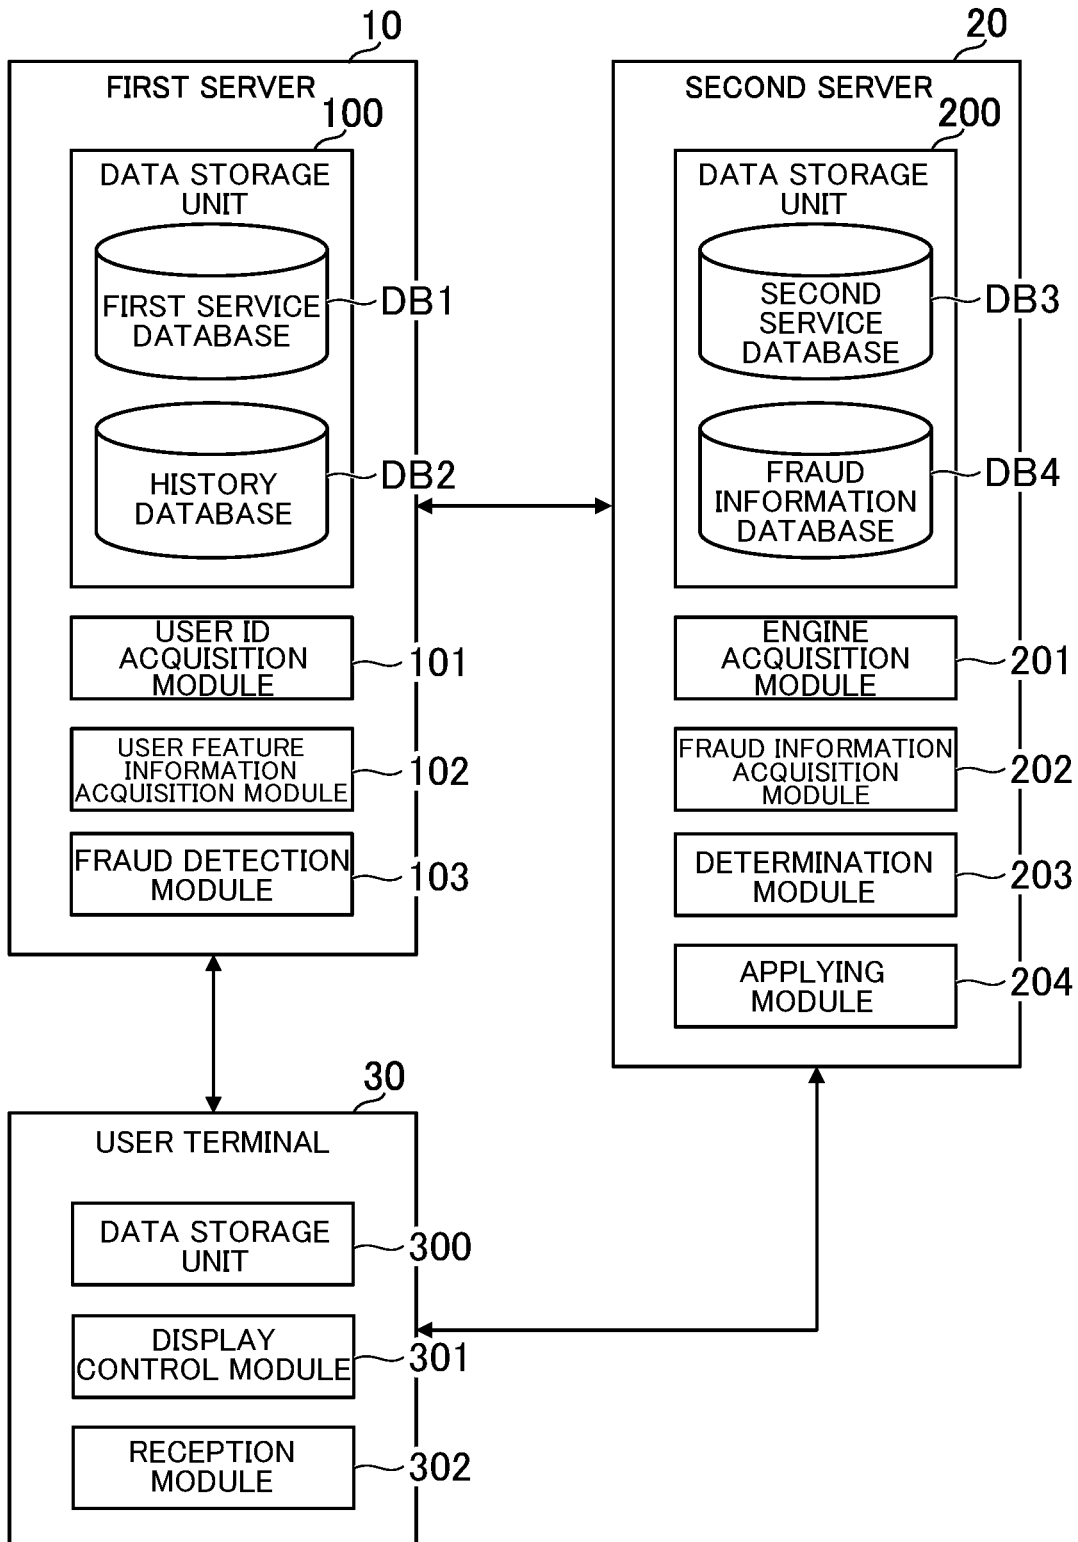 10
FIRST SERVER
100
DATA STORAGE
UNIT
FIRST SERVICE
DATABASE
DB1
HISTORY
DATABASE
DB2
USER ID
ACQUISITION
MODULE
101
USER FEATURE
INFORMATION
ACQUISITION MODULE
102
FRAUD DETECTION
MODULE
103
20
SECOND SERVER
200
DATA STORAGE
UNIT
SECOND
SERVICE
DATABASE
DB3
FRAUD
INFORMATION
DATABASE
DB4
ENGINE
ACQUISITION
MODULE
201
FRAUD INFORMATION
ACQUISITION
MODULE
202
DETERMINATION
MODULE
203
APPLYING
MODULE
204
30
USER TERMINAL
DATA STORAGE
UNIT
300
DISPLAY
CONTROL MODULE
301
RECEPTION
MODULE
302